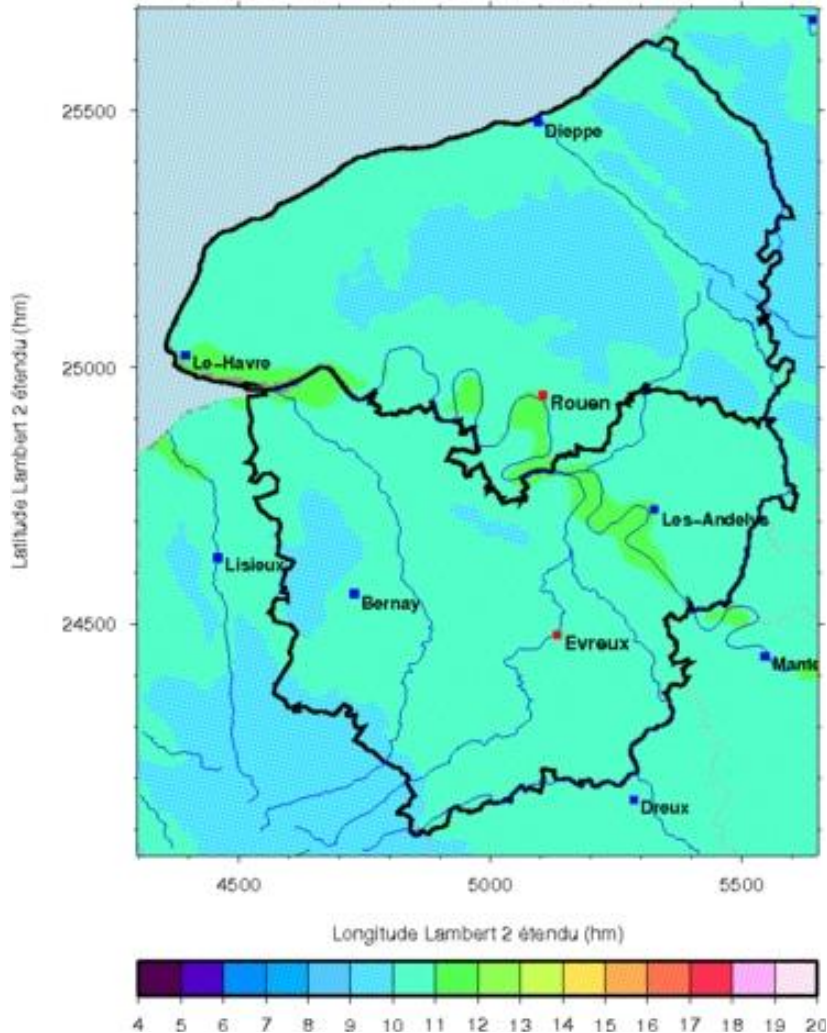 25500
Dieppe
25000
Le-Havre
Rouen
Les-Andelys
Lisieux
Bernay
24500
Evreux
Dreux
4500 5000 5500
Latitude Lambert 2 étendu (hm)
Longitude Lambert 2 étendu (hm)
4 5 6 7 8 9 10 11 12 13 14 15 16 17 18 19 20